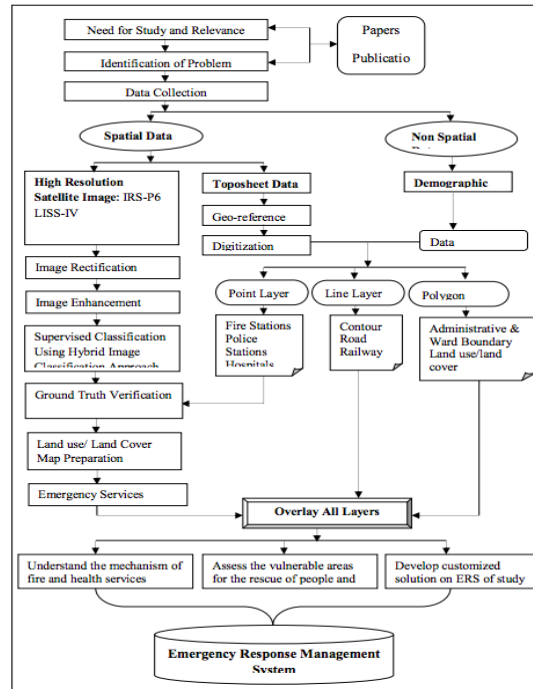 Need for Study and Relevance
Papers
Publicatio
Identification of Problem
Data Collection
Spatial Data
Non Spatial
High Resolution
Satellite Image: IRS-P6
LISS-IV
Toposheet Data
Demographic
Geo-reference
Digitization
Data
Image Rectification
Image Enhancement
Point Layer
Line Layer
Polygon
Supervised Classification
Using Hybrid Image
Classification Approach
Fire Stations
Police
Stations
Hospitals
Contour
Road
Railway
Administrative &
Ward Boundary
Land use/land
cover
Ground Truth Verification
Land use/ Land Cover
Map Preparation
Emergency Services
Overlay All Layers
Understand the mechanism of
fire and health services
Assess the vulnerable areas
for the rescue of people and
Develop customized
solution on ERS of study
Emergency Response Management
System